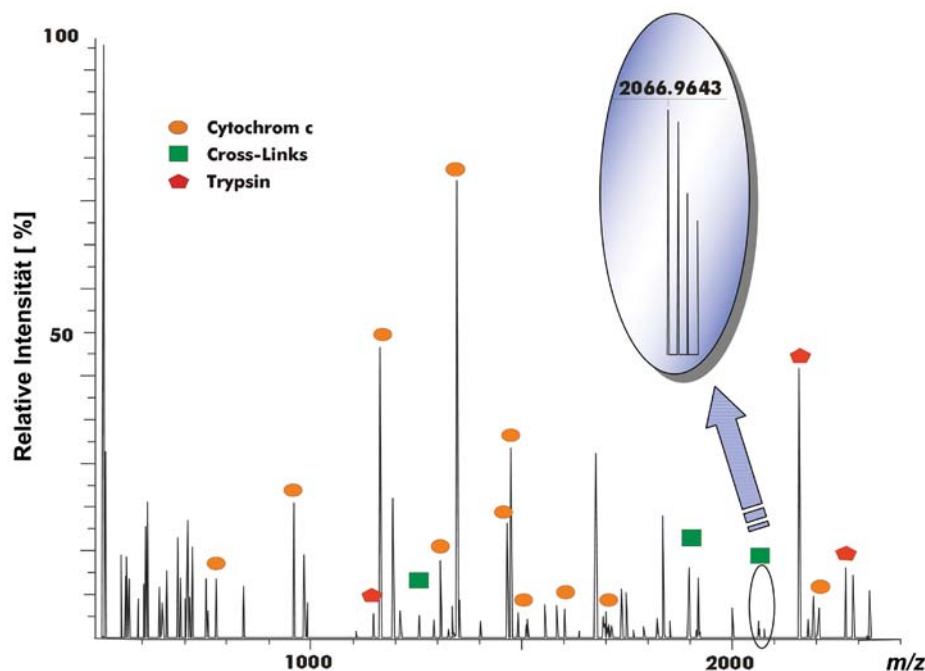 100
2066.9643
Cytochrom c
Cross-Links
Trypsin
Relative Intensität [ %]
50
1000
2000
m/z